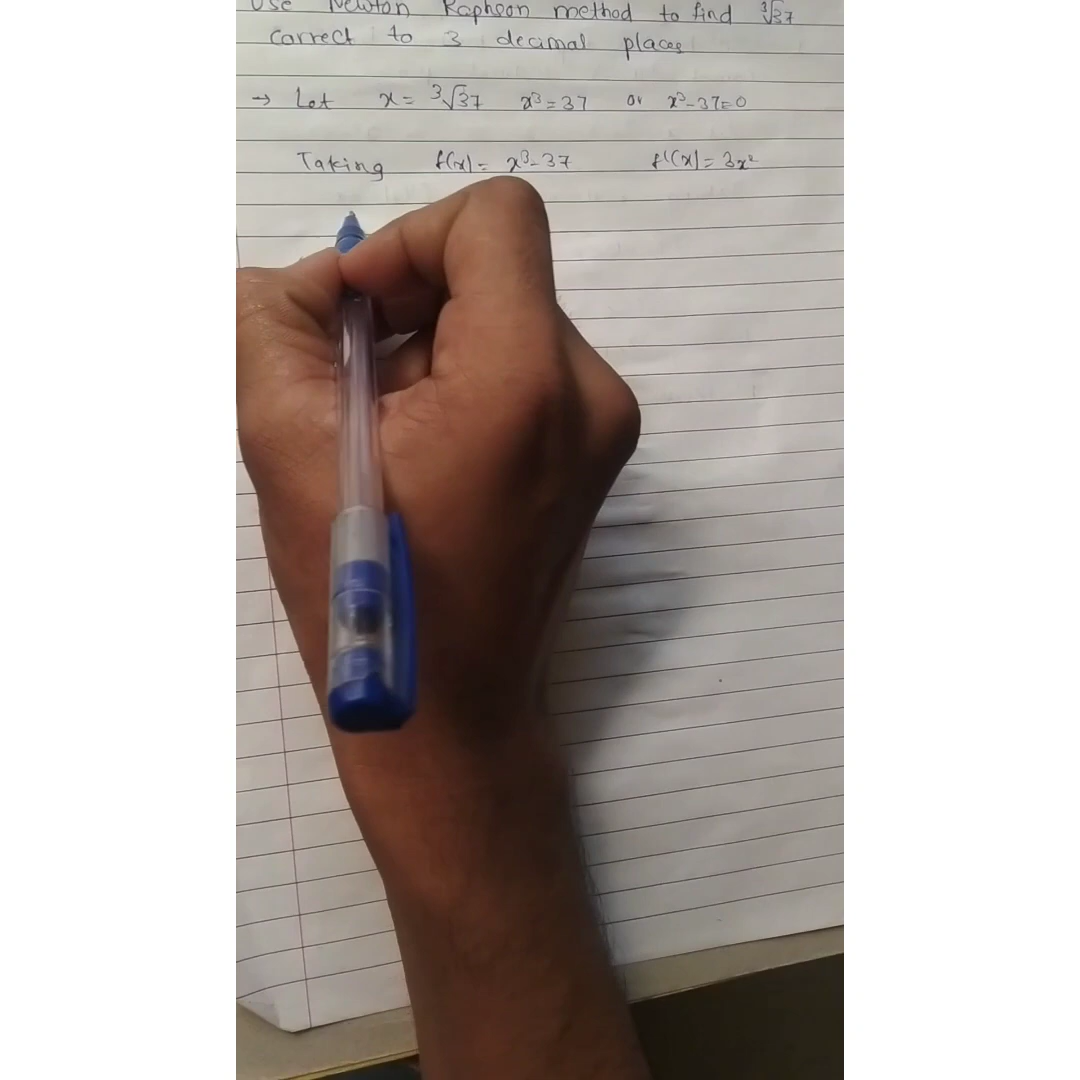 Use Newton Raphson method to find ∛37
correct to 3 decimal places
→ Let x = ∛37 x³ = 37 or x³ - 37 = 0
Taking f(x) = x³ - 37 f'(x) = 3x²